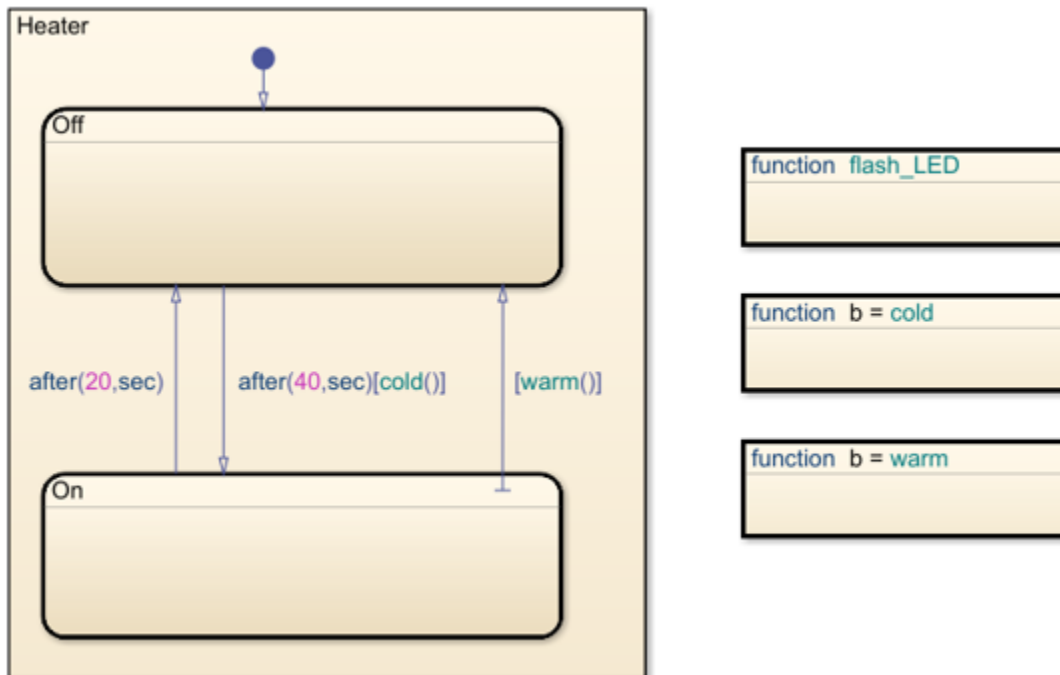 Heater
Off
after(20,sec)
after(40,sec)[cold()]
[warm()]
On
function flash_LED
function b = cold
function b = warm